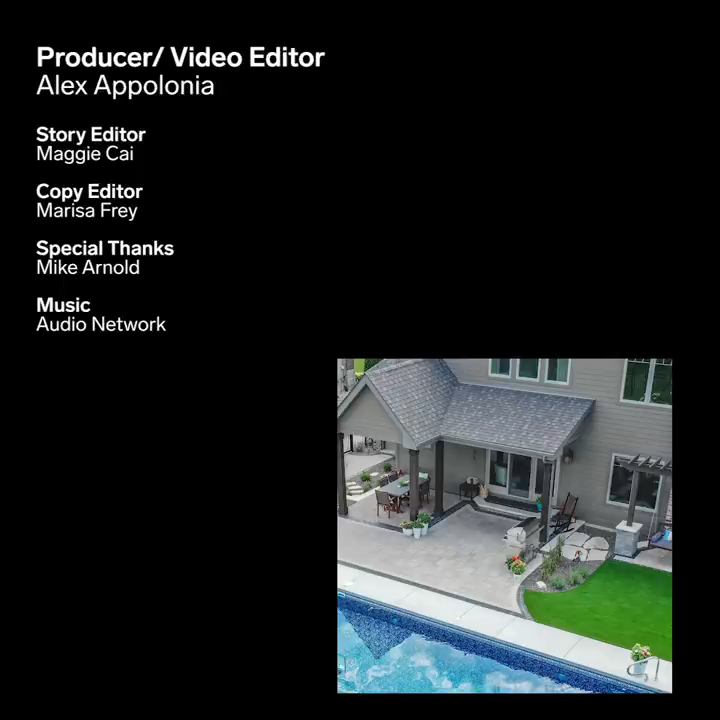 Producer/ Video Editor
Alex Appolonia
Story Editor
Maggie Cai
Copy Editor
Marisa Frey
Special Thanks
Mike Arnold
Music
Audio Network